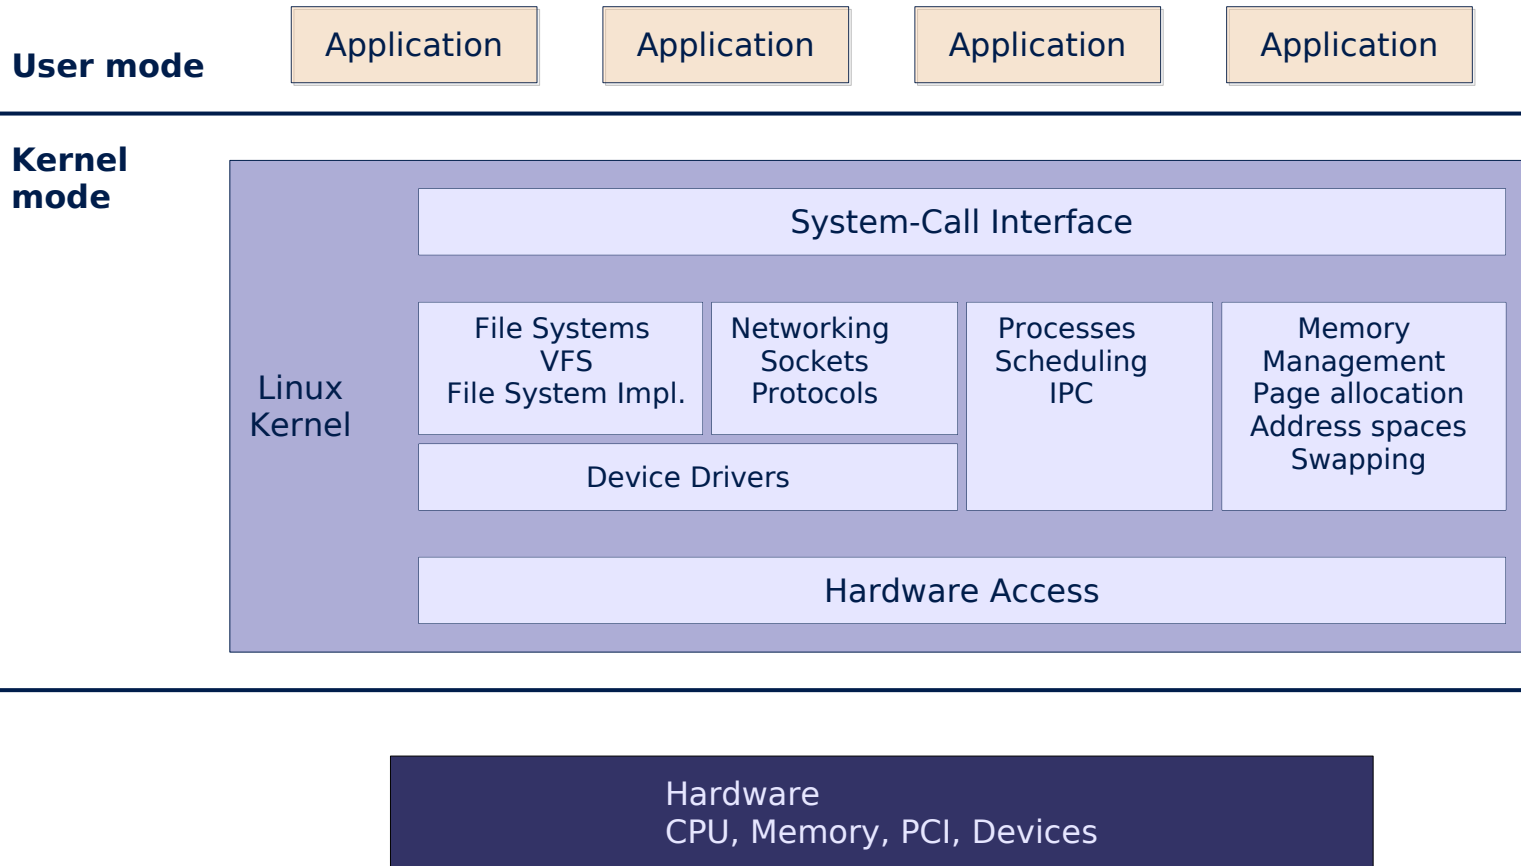 User mode
Application
Application
Application
Application
Kernel
mode
Linux
Kernel
System-Call Interface
File Systems
VFS
File System Impl.
Networking
Sockets
Protocols
Processes
Scheduling
IPC
Memory
Management
Page allocation
Address spaces
Swapping
Device Drivers
Hardware Access
Hardware
CPU, Memory, PCI, Devices